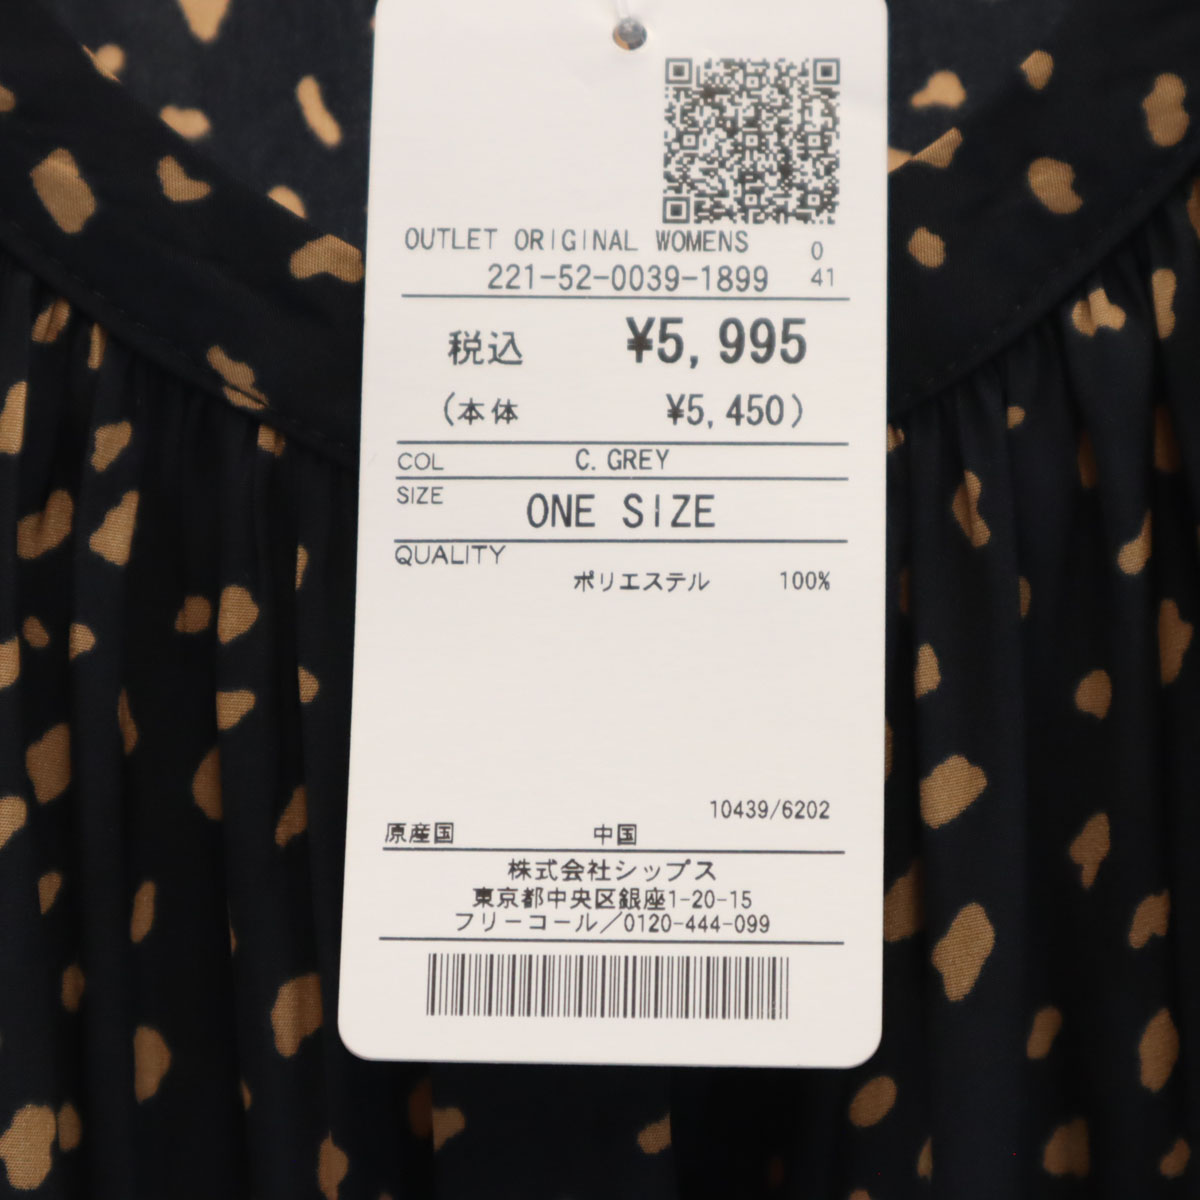 OUTLET ORIGINAL WOMENS 0
221-52-0039-1899 41
税込 ¥5,995
(本体 ¥5,450)
COL C. GREY
SIZE ONE SIZE
QUALITY
ポリエステル 100%
10439/6202
原産国 中国
株式会社シップス
東京都中央区銀座1-20-15
フリーコール/0120-444-099